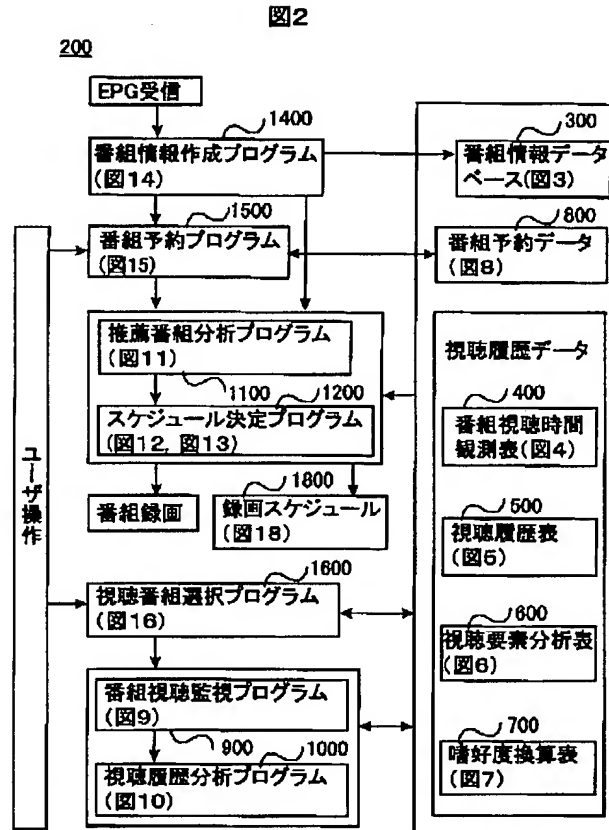 図2
200
EPG受信
1400
番組情報作成プログラム
(図14)
300
番組情報データ
ベース(図3)
1500
番組予約プログラム
(図15)
800
番組予約データ
(図8)
推薦番組分析プログラム
(図11)
1100
1200
スケジュール決定プログラム
(図12, 図13)
視聴履歴データ
400
番組視聴時間
観測表(図4)
500
視聴履歴表
(図5)
600
視聴要素分析表
(図6)
700
嗜好度換算表
(図7)
ユーザ操作
番組録画
1800
録画スケジュール
(図18)
1600
視聴番組選択プログラム
(図16)
番組視聴監視プログラム
(図9)
900
1000
視聴履歴分析プログラム
(図10)